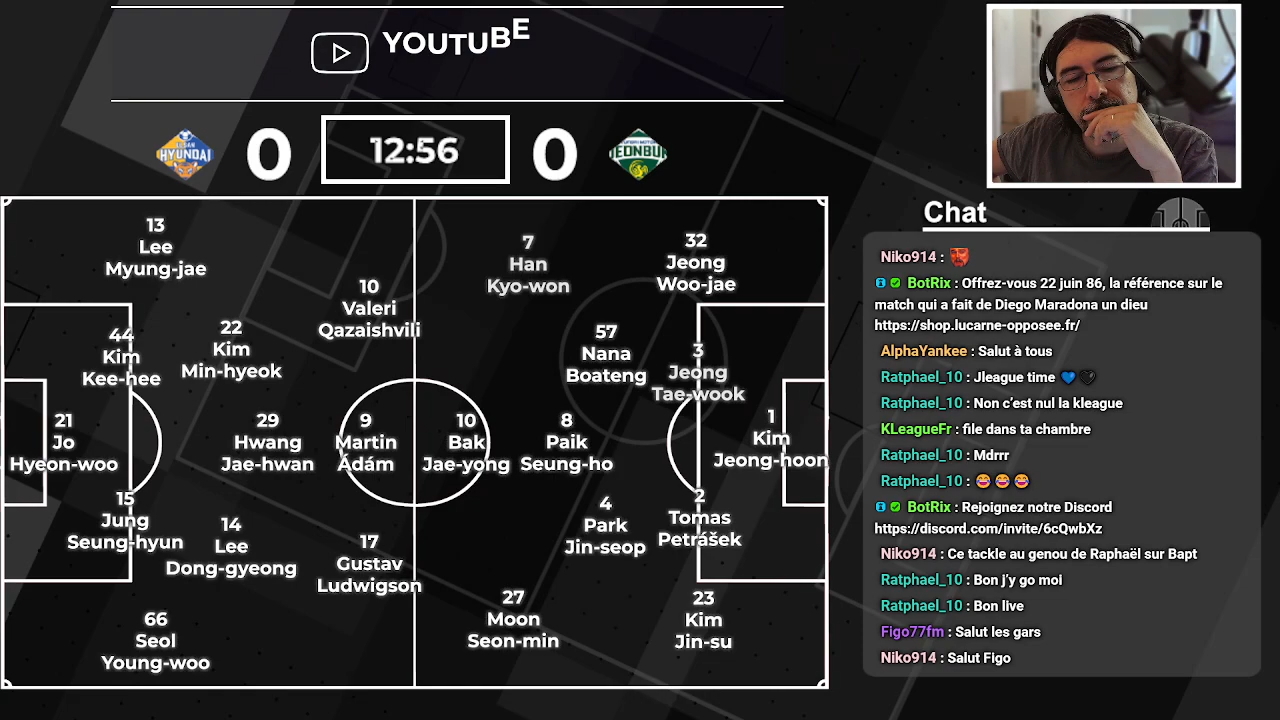 YOUTUBE
HYUNDAI
0
12:56
0
13
Lee
Myung-jae
7
Han
Kyo-won
32
Jeong
Woo-jae
10
Valeri
Qazaishvili
44
Kim
Kee-hee
22
Kim
Min-hyeok
57
Nana
Boateng
3
Jeong
Tae-wook
21
Jo
Hyeon-woo
29
Hwang
Jae-hwan
9
Martin
Ádám
10
Bak
Jae-yong
8
Paik
Seung-ho
1
Kim
Jeong-hoon
15
Jung
Seung-hyun
14
Lee
Dong-gyeong
17
Gustav
Ludwigson
4
Park
Jin-seop
2
Tomas
Petrášek
66
Seol
Young-woo
27
Moon
Seon-min
23
Kim
Jin-su
Chat
Niko914 :
BotRix : Offrez-vous 22 juin 86, la référence sur le
match qui a fait de Diego Maradona un dieu
https://shop.lucarne-opposee.fr/
AlphaYankee : Salut à tous
Ratphael_10 : Jleague time 💙🖤
Ratphael_10 : Non c'est nul la kleague
KLeagueFr : file dans ta chambre
Ratphael_10 : Mdrrr
Ratphael_10 : 😂 😂 😂
BotRix : Rejoignez notre Discord
https://discord.com/invite/6cQwbXz
Niko914 : Ce tackle au genou de Raphaël sur Bapt
Ratphael_10 : Bon j'y go moi
Ratphael_10 : Bon live
Figo77fm : Salut les gars
Niko914 : Salut Figo